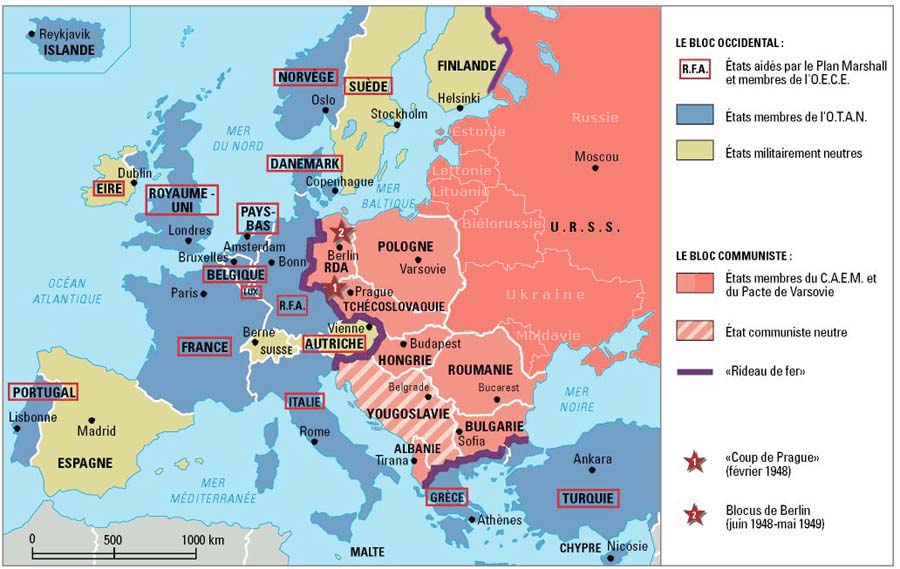 Reykjavik
ISLANDE
NORVÈGE
Oslo
SUÈDE
Stockholm
FINLANDE
Helsinki
Estonie
Lettonie
Lituanie
Biélorussie
Russie
Moscou
U.R.S.S.
Ukraine
Moldavie
MER
DU NORD
DANEMARK
Copenhague
MER
BALTIQUE
Dublin
EIRE
ROYAUME-
UNI
Londres
PAYS-
BAS
Amsterdam
Bruxelles
BELGIQUE
LUX.
Bonn
R.F.A.
2
Berlin
RDA
POLOGNE
Varsovie
1
Prague
TCHÉCOSLOVAQUIE
OCÉAN
ATLANTIQUE
Paris
FRANCE
Berne
SUISSE
Vienne
AUTRICHE
Budapest
HONGRIE
ROUMANIE
Bucarest
Belgrade
YOUGOSLAVIE
BULGARIE
Sofia
ALBANIE
Tirana
MER
NOIRE
PORTUGAL
Lisbonne
Madrid
ESPAGNE
ITALIE
Rome
MER
MÉDITERRANÉE
GRÈCE
Athènes
Ankara
TURQUIE
MALTE
CHYPRE
Nicosie
0 500 1000 km
LE BLOC OCCIDENTAL :
R.F.A.
États aidés par le Plan Marshall
et membres de l'O.E.C.E.
États membres de l'O.T.A.N.
États militairement neutres
LE BLOC COMMUNISTE :
États membres du C.A.E.M. et
du Pacte de Varsovie
État communiste neutre
«Rideau de fer»
1
«Coup de Prague»
(février 1948)
2
Blocus de Berlin
(juin 1948-mai 1949)